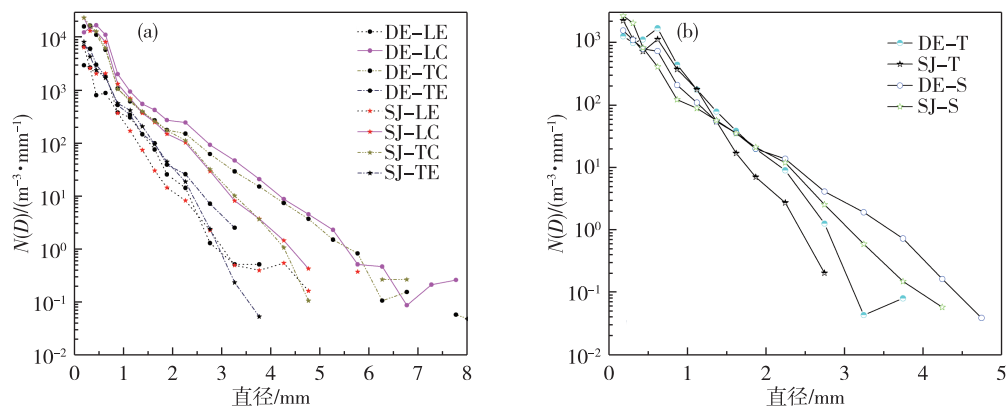 (a)
DE-LE
DE-LC
DE-TC
DE-TE
SJ-LE
SJ-LC
SJ-TC
SJ-TE
N(D)/(m⁻³·mm⁻¹)
10⁴
10³
10²
10¹
10⁰
10⁻¹
10⁻²
0 1 2 3 4 5 6 7 8
直径/mm
(b)
DE-T
SJ-T
DE-S
SJ-S
N(D)/(m⁻³·mm⁻¹)
10³
10²
10¹
10⁰
10⁻¹
10⁻²
0 1 2 3 4 5
直径/mm